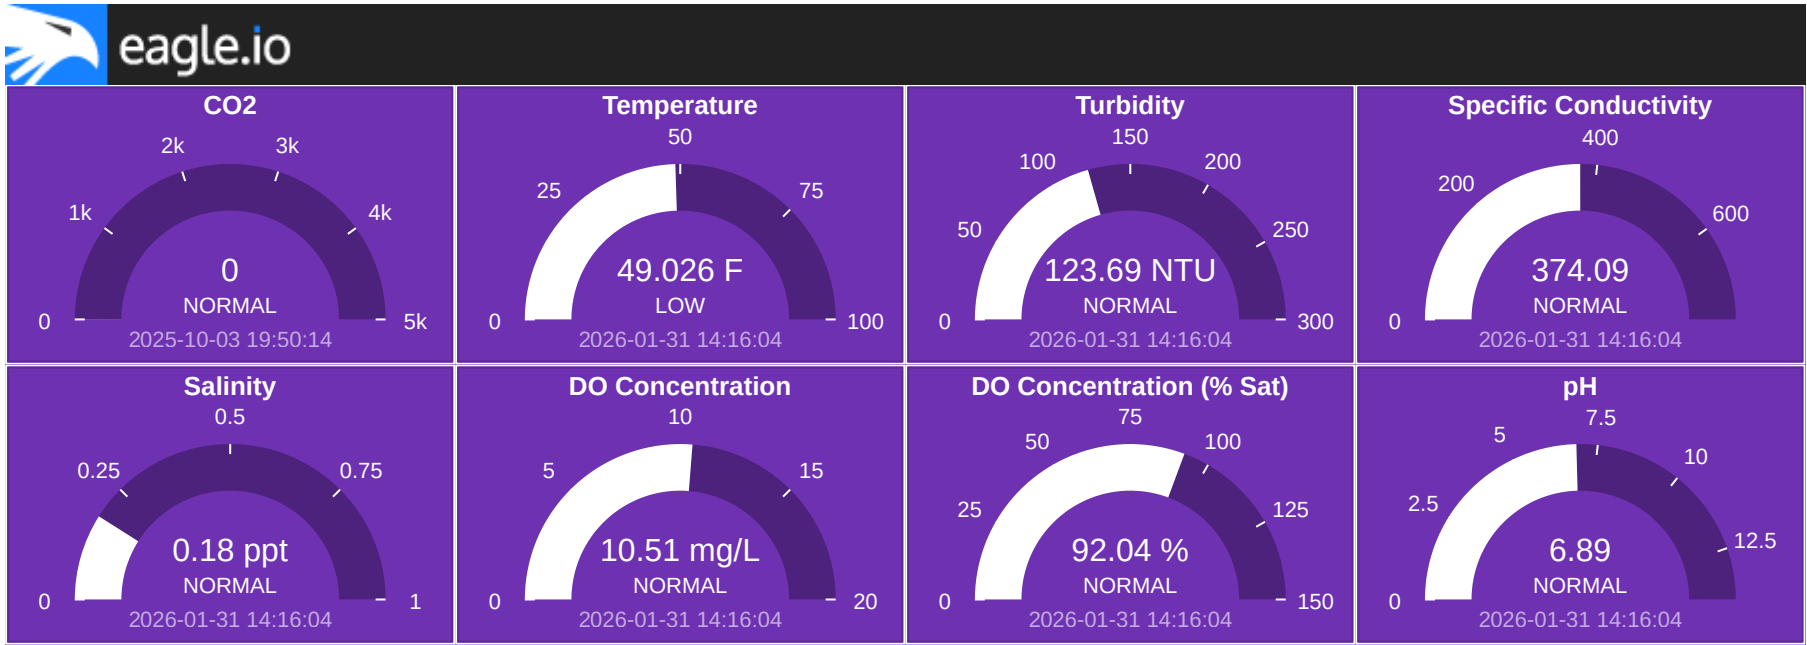 eagle.io
CO2
0
1k
2k
3k
4k
5k
0
NORMAL
2025-10-03 19:50:14
Temperature
0
25
50
75
100
49.026 F
LOW
2026-01-31 14:16:04
Turbidity
0
50
100
150
200
250
300
123.69 NTU
NORMAL
2026-01-31 14:16:04
Specific Conductivity
0
200
400
600
374.09
NORMAL
2026-01-31 14:16:04
Salinity
0
0.25
0.5
0.75
1
0.18 ppt
NORMAL
2026-01-31 14:16:04
DO Concentration
0
5
10
15
20
10.51 mg/L
NORMAL
2026-01-31 14:16:04
DO Concentration (% Sat)
0
25
50
75
100
125
150
92.04 %
NORMAL
2026-01-31 14:16:04
pH
0
2.5
5
7.5
10
12.5
6.89
NORMAL
2026-01-31 14:16:04